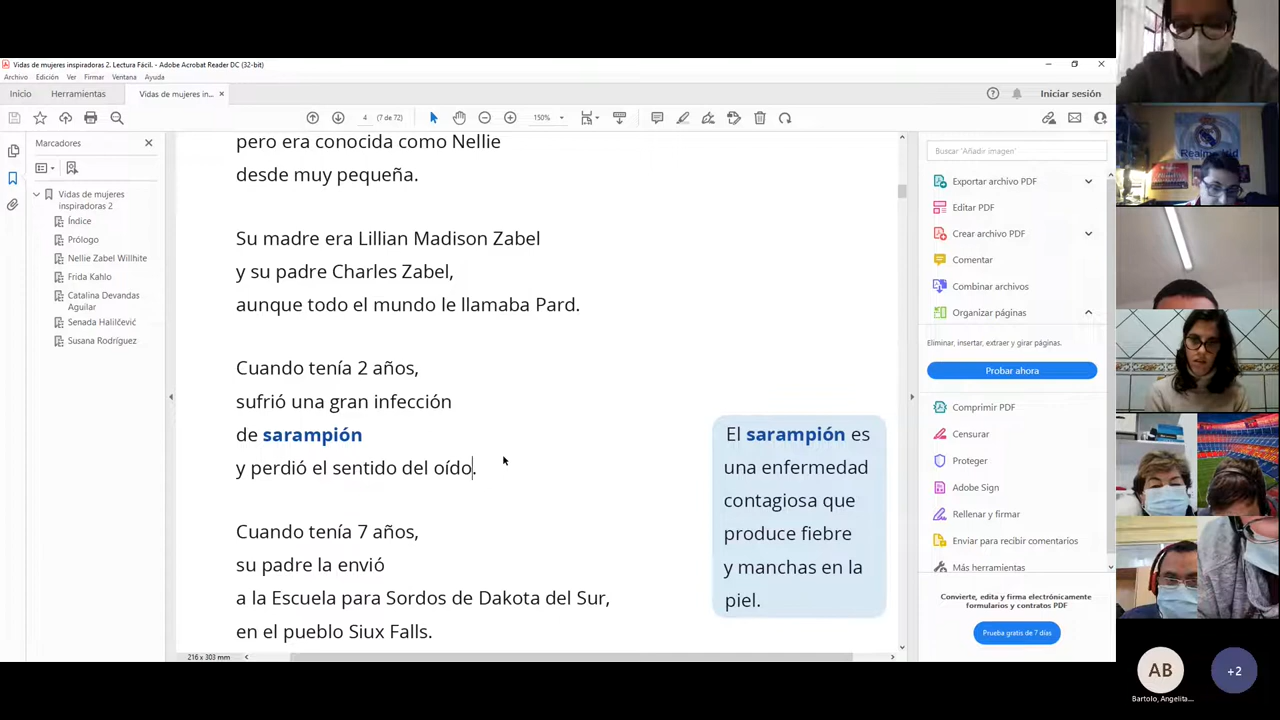 Vidas de mujeres inspiradoras 2. Lectura Fácil. - Adobe Acrobat Reader DC (32-bit)
Archivo Edición Ver Firmar Ventana Ayuda
Inicio Herramientas Vidas de mujeres in... × Iniciar sesión
4 (7 de 72) 150%
Marcadores
Vidas de mujeres
inspiradoras 2
Índice
Prólogo
Nellie Zabel Willhite
Frida Kahlo
Catalina Devandas
Aguilar
Senada Halilčević
Susana Rodríguez
pero era conocida como Nellie
desde muy pequeña.
Su madre era Lillian Madison Zabel
y su padre Charles Zabel,
aunque todo el mundo le llamaba Pard.
Cuando tenía 2 años,
sufrió una gran infección
de sarampión
y perdió el sentido del oído.
Cuando tenía 7 años,
su padre la envió
a la Escuela para Sordos de Dakota del Sur,
en el pueblo Siux Falls.
El sarampión es
una enfermedad
contagiosa que
produce fiebre
y manchas en la
piel.
216 x 303 mm
Buscar 'Añadir imagen'
Exportar archivo PDF
Editar PDF
Crear archivo PDF
Comentar
Combinar archivos
Organizar páginas
Eliminar, insertar, extraer y girar páginas.
Probar ahora
Comprimir PDF
Censurar
Proteger
Adobe Sign
Rellenar y firmar
Enviar para recibir comentarios
Más herramientas
Convierte, edita y firma electrónicamente
formularios y contratos PDF
Prueba gratis de 7 días
AB
Bartolo, Angelita...
+2